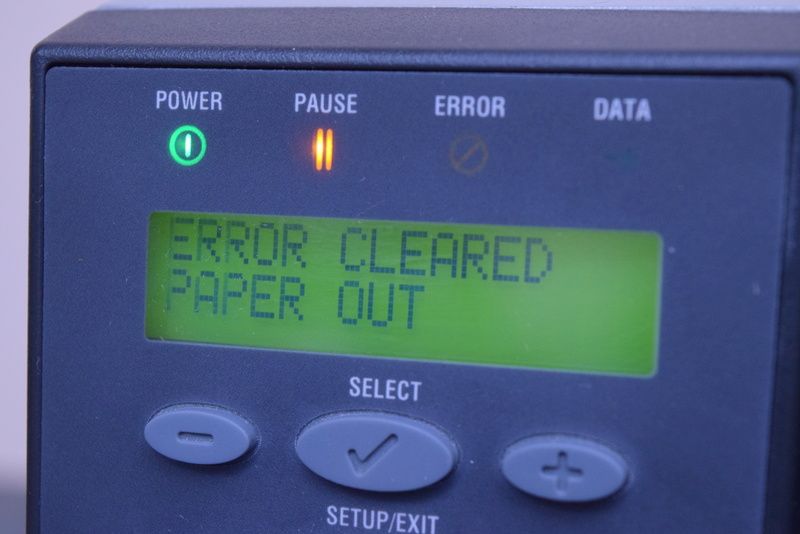 POWER PAUSE ERROR DATA
ERROR CLEARED
PAPER OUT
SELECT
SETUP/EXIT